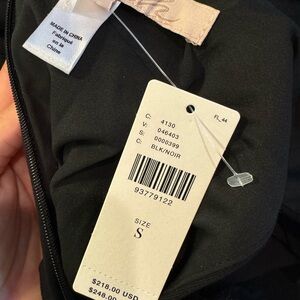 MADE IN CHINA
Fabriqué
en la
Chine
FL_44
C: 4130
V: 046403
S: 0000399
C: BLK/NOIR
93779122
SIZE
S
$218.00 USD
$248.00